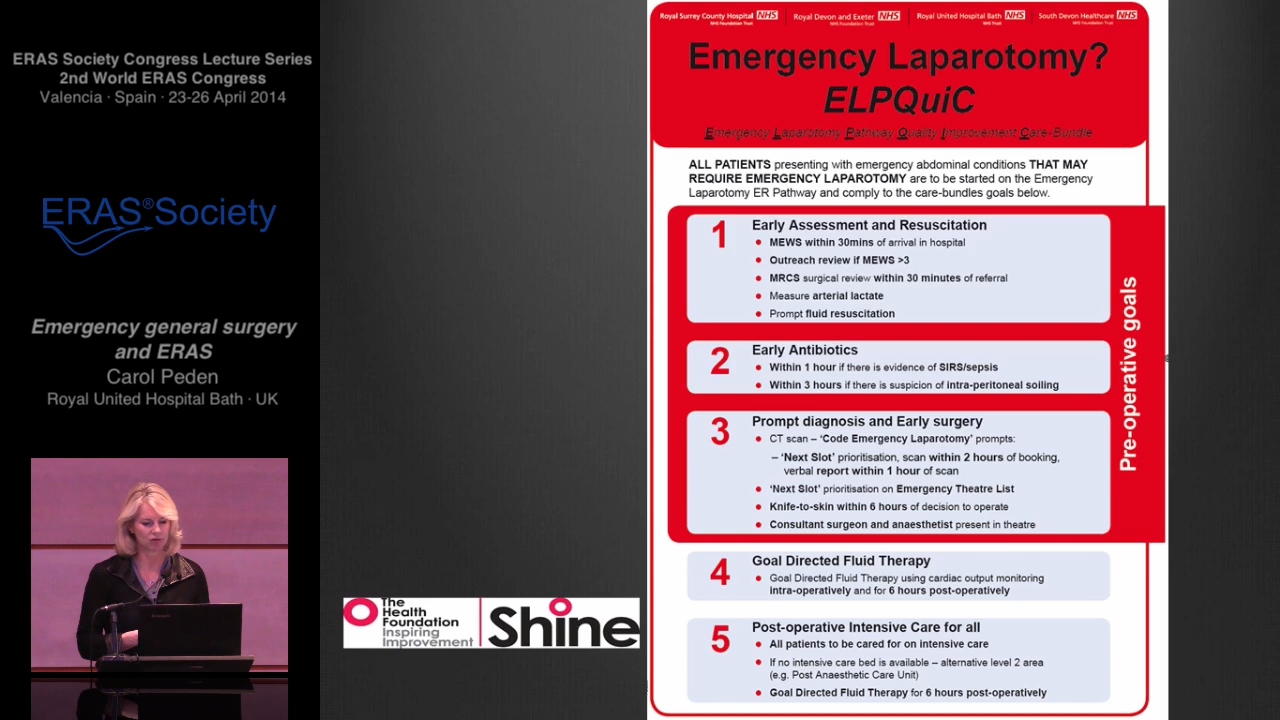 ERAS Society Congress Lecture Series
2nd World ERAS Congress
Valencia · Spain · 23-26 April 2014
ERAS®Society
Emergency general surgery
and ERAS
Carol Peden
Royal United Hospital Bath · UK
The
Health
Foundation
Inspiring
Improvement
Shine
Royal Surrey County Hospital NHS
NHS Foundation Trust
Royal Devon and Exeter NHS
NHS Foundation Trust
Royal United Hospital Bath NHS
NHS Trust
South Devon Healthcare NHS
NHS Foundation Trust
Emergency Laparotomy?
ELPQuiC
Emergency Laparotomy Pathway Quality Improvement Care-Bundle
ALL PATIENTS presenting with emergency abdominal conditions THAT MAY
REQUIRE EMERGENCY LAPAROTOMY are to be started on the Emergency
Laparotomy ER Pathway and comply to the care-bundles goals below.
Pre-operative goals
1 Early Assessment and Resuscitation
• MEWS within 30mins of arrival in hospital
• Outreach review if MEWS >3
• MRCS surgical review within 30 minutes of referral
• Measure arterial lactate
• Prompt fluid resuscitation
2 Early Antibiotics
• Within 1 hour if there is evidence of SIRS/sepsis
• Within 3 hours if there is suspicion of intra-peritoneal soiling
3 Prompt diagnosis and Early surgery
• CT scan – ‘Code Emergency Laparotomy’ prompts:
– ‘Next Slot’ prioritisation, scan within 2 hours of booking,
verbal report within 1 hour of scan
• ‘Next Slot’ prioritisation on Emergency Theatre List
• Knife-to-skin within 6 hours of decision to operate
• Consultant surgeon and anaesthetist present in theatre
4 Goal Directed Fluid Therapy
• Goal Directed Fluid Therapy using cardiac output monitoring
intra-operatively and for 6 hours post-operatively
5 Post-operative Intensive Care for all
• All patients to be cared for on intensive care
• If no intensive care bed is available – alternative level 2 area
(e.g. Post Anaesthetic Care Unit)
• Goal Directed Fluid Therapy for 6 hours post-operatively